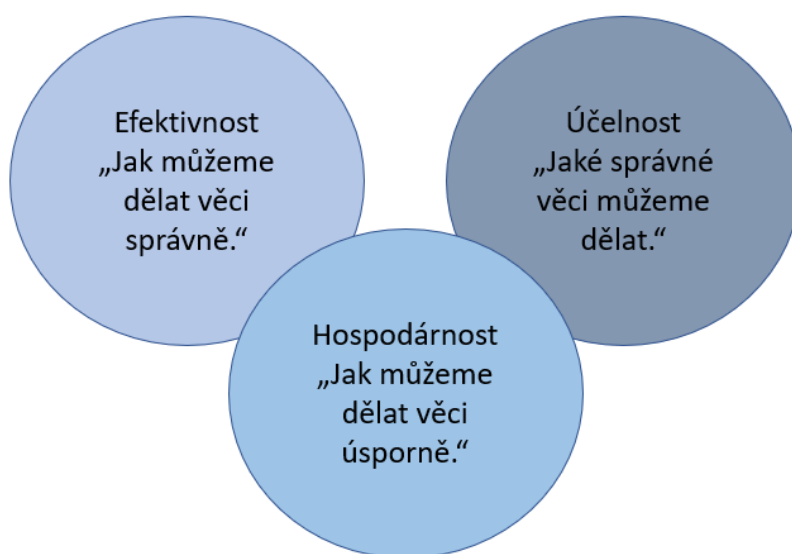 Efektivnost
„Jak můžeme
dělat věci
správně.“
Účelnost
„Jaké správné
věci můžeme
dělat.“
Hospodárnost
„Jak můžeme
dělat věci
úsporně.“